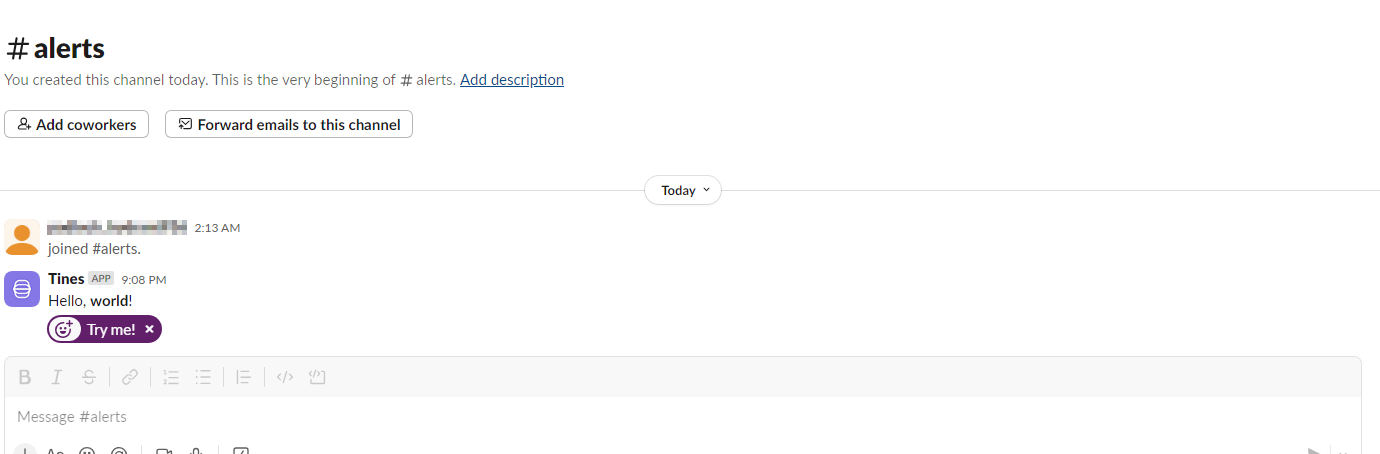 # alerts
You created this channel today. This is the very beginning of # alerts. Add description
Add coworkers
Forward emails to this channel
Today
2:13 AM
joined #alerts.
Tines APP 9:08 PM
Hello, world!
Try me!
B I S
Message #alerts
Aa